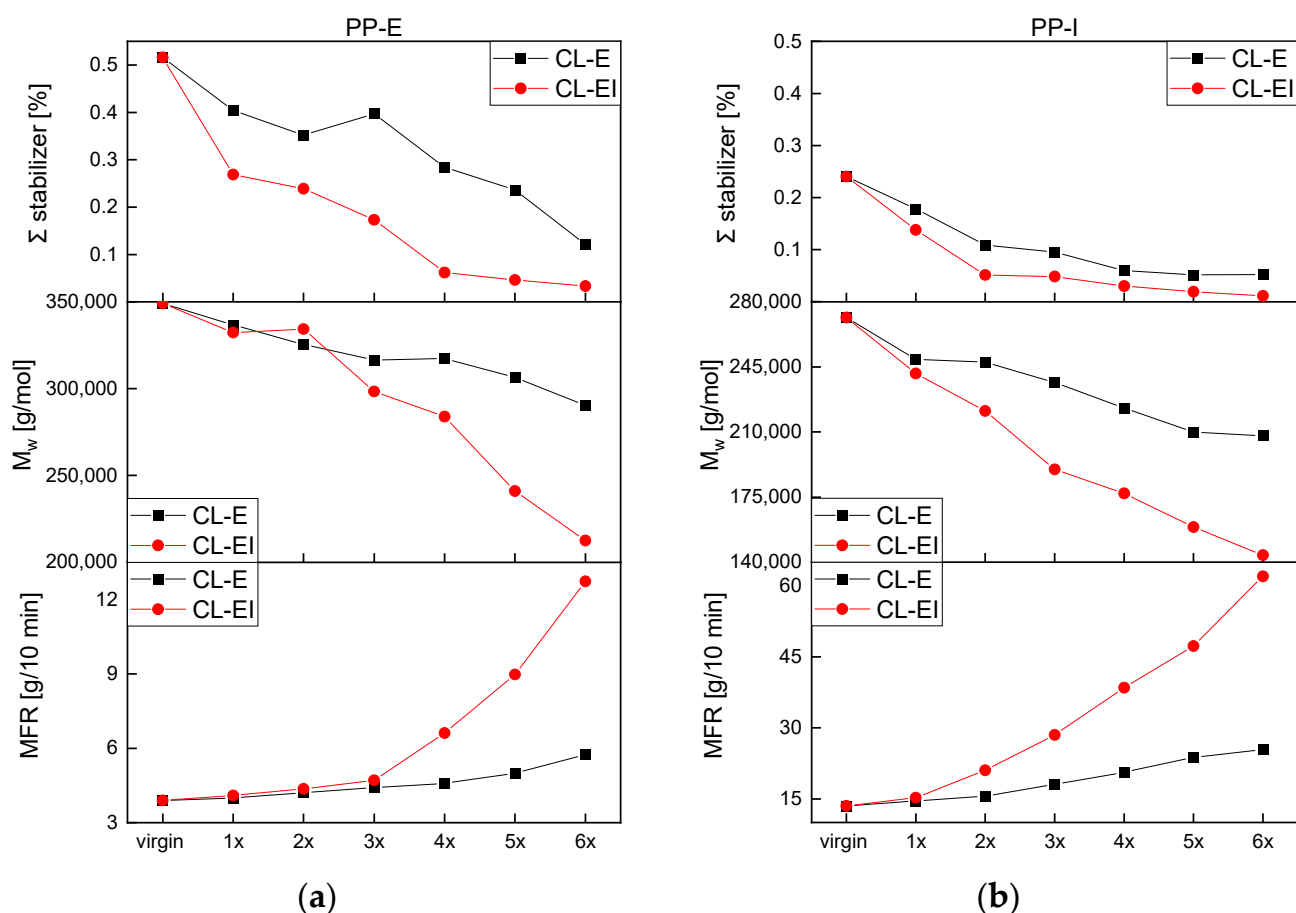 PP-E
CL-E
CL-EI
Σ stabilizer [%]
0.5
0.4
0.3
0.2
0.1
350,000
300,000
250,000
200,000
M_w [g/mol]
CL-E
CL-EI
CL-E
CL-EI
MFR [g/10 min]
12
9
6
3
virgin 1x 2x 3x 4x 5x 6x
(a)
PP-I
CL-E
CL-EI
Σ stabilizer [%]
0.5
0.4
0.3
0.2
0.1
280,000
245,000
210,000
175,000
140,000
M_w [g/mol]
CL-E
CL-EI
MFR [g/10 min]
60
45
30
15
CL-E
CL-EI
virgin 1x 2x 3x 4x 5x 6x
(b)